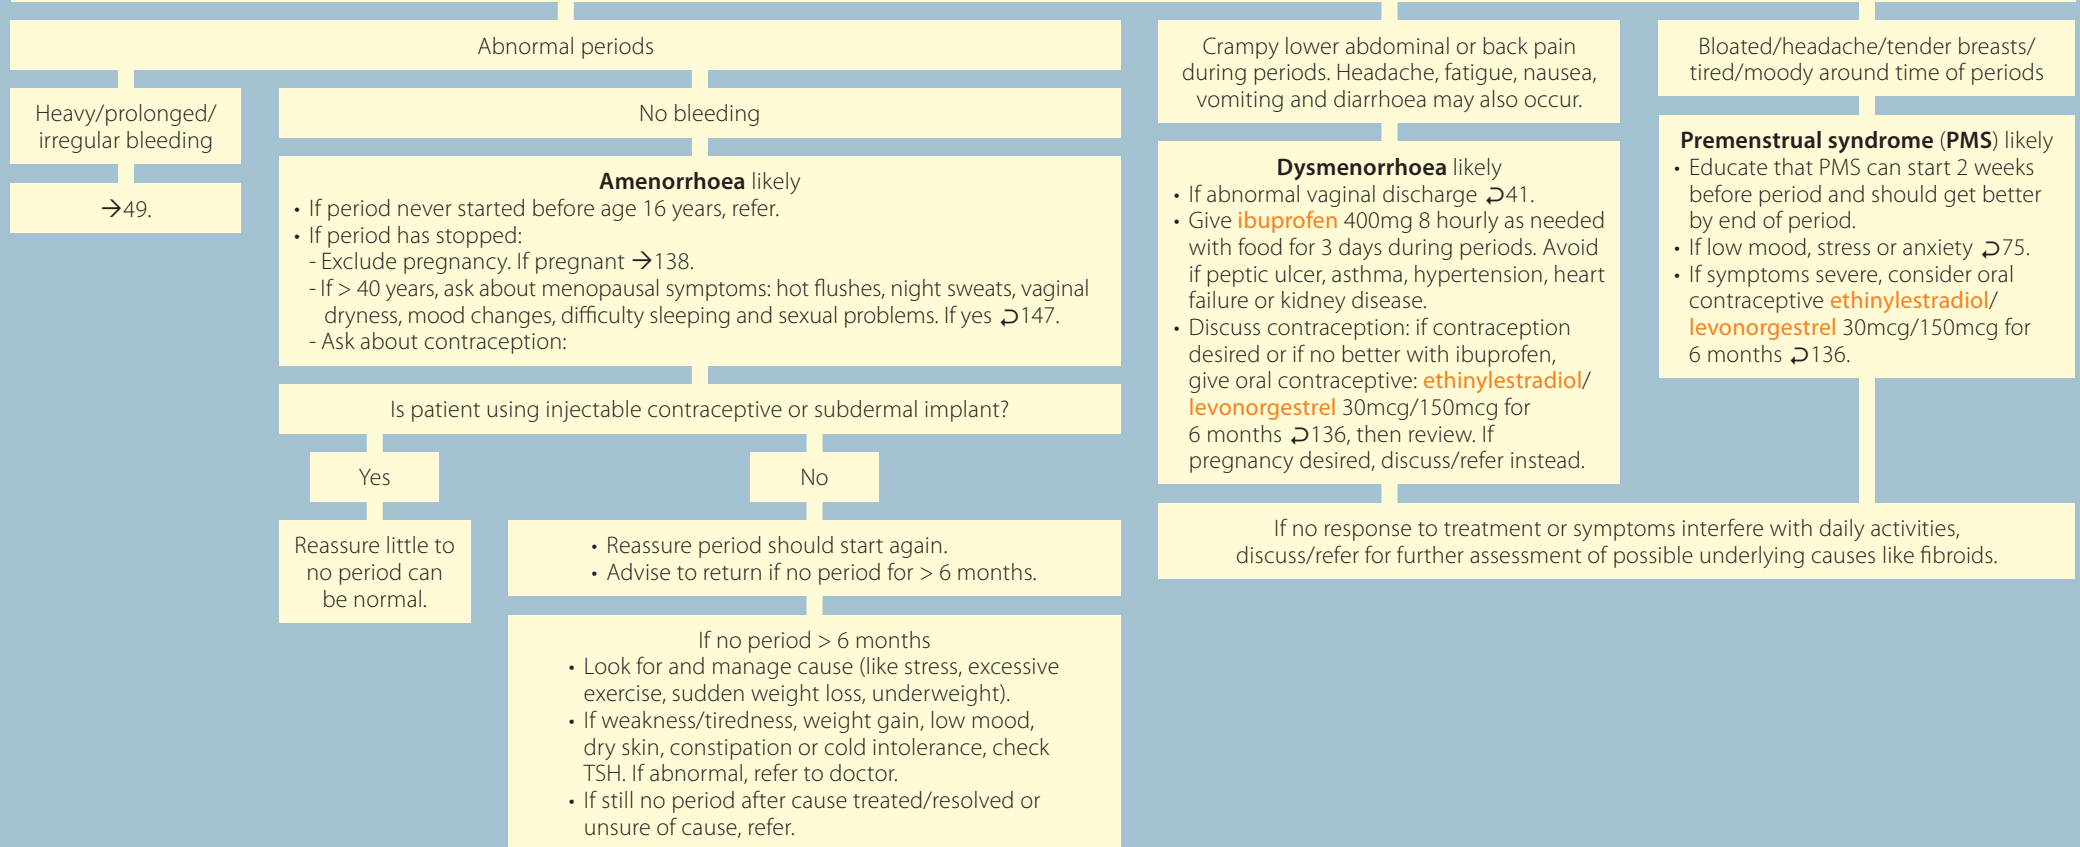 Abnormal periods
Heavy/prolonged/
irregular bleeding
→49.
No bleeding
Amenorrhoea likely
• If period never started before age 16 years, refer.
• If period has stopped:
- Exclude pregnancy. If pregnant →138.
- If > 40 years, ask about menopausal symptoms: hot flushes, night sweats, vaginal
dryness, mood changes, difficulty sleeping and sexual problems. If yes ⮌147.
- Ask about contraception:
Is patient using injectable contraceptive or subdermal implant?
Yes
Reassure little to
no period can
be normal.
No
• Reassure period should start again.
• Advise to return if no period for > 6 months.
If no period > 6 months
• Look for and manage cause (like stress, excessive
exercise, sudden weight loss, underweight).
• If weakness/tiredness, weight gain, low mood,
dry skin, constipation or cold intolerance, check
TSH. If abnormal, refer to doctor.
• If still no period after cause treated/resolved or
unsure of cause, refer.
Crampy lower abdominal or back pain
during periods. Headache, fatigue, nausea,
vomiting and diarrhoea may also occur.
Dysmenorrhoea likely
• If abnormal vaginal discharge ⮌41.
• Give ibuprofen 400mg 8 hourly as needed
with food for 3 days during periods. Avoid
if peptic ulcer, asthma, hypertension, heart
failure or kidney disease.
• Discuss contraception: if contraception
desired or if no better with ibuprofen,
give oral contraceptive: ethinylestradiol/
levonorgestrel 30mcg/150mcg for
6 months ⮌136, then review. If
pregnancy desired, discuss/refer instead.
Bloated/headache/tender breasts/
tired/moody around time of periods
Premenstrual syndrome (PMS) likely
• Educate that PMS can start 2 weeks
before period and should get better
by end of period.
• If low mood, stress or anxiety ⮌75.
• If symptoms severe, consider oral
contraceptive ethinylestradiol/
levonorgestrel 30mcg/150mcg for
6 months ⮌136.
If no response to treatment or symptoms interfere with daily activities,
discuss/refer for further assessment of possible underlying causes like fibroids.